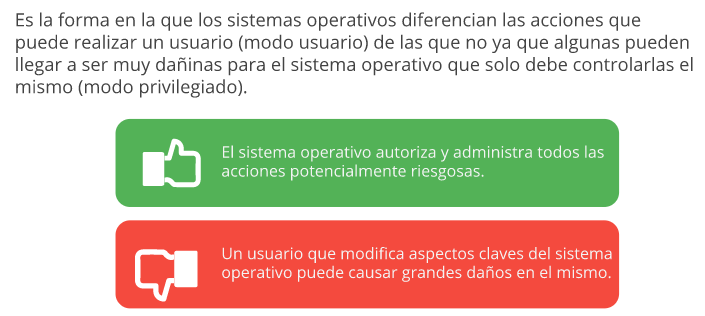 Es la forma en la que los sistemas operativos diferencian las acciones que
puede realizar un usuario (modo usuario) de las que no ya que algunas pueden
llegar a ser muy dañinas para el sistema operativo que solo debe controlarlas el
mismo (modo privilegiado).
El sistema operativo autoriza y administra todos las
acciones potencialmente riesgosas.
Un usuario que modifica aspectos claves del sistema
operativo puede causar grandes daños en el mismo.